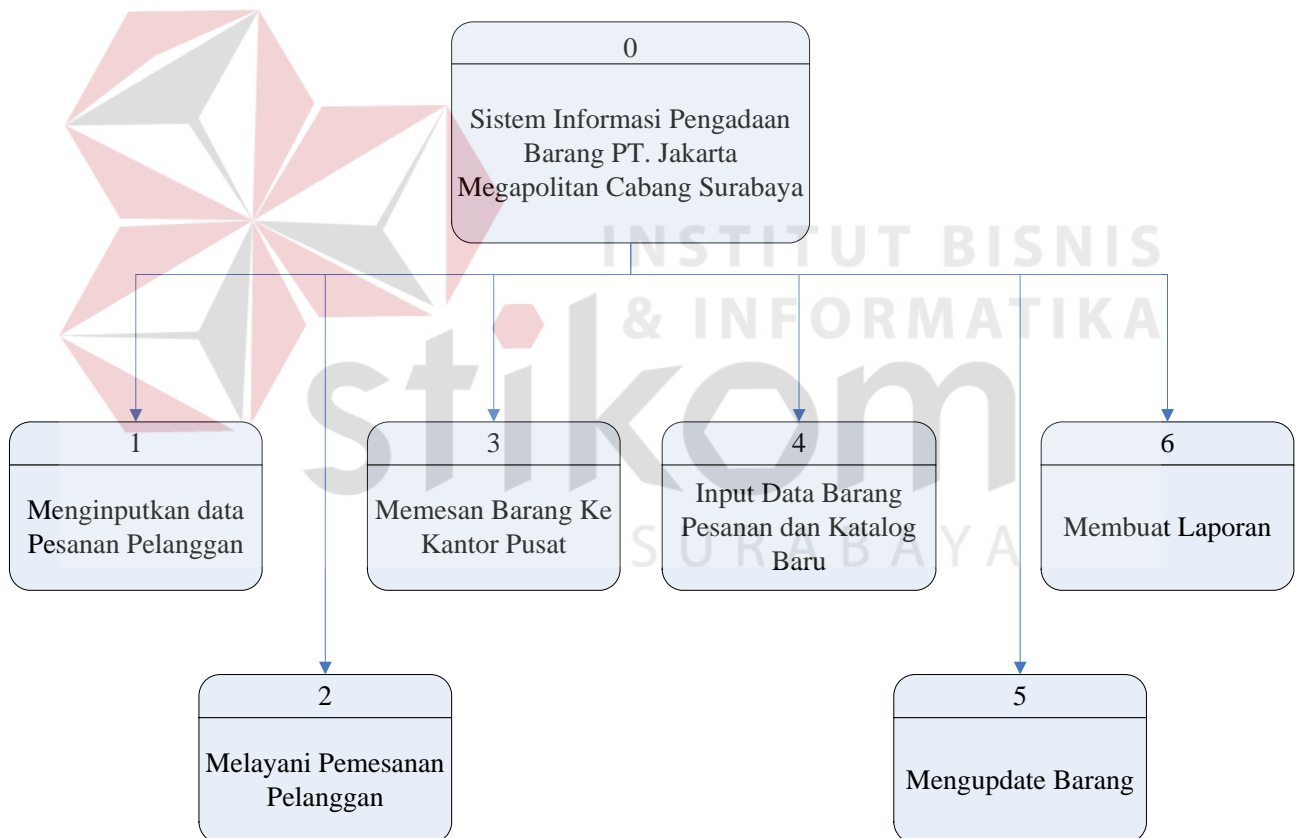 0
Sistem Informasi Pengadaan
Barang PT. Jakarta
Megapolitan Cabang Surabaya
INSTITUT BISNIS
& INFORMATIKA
stikom
SURABAYA
1
Menginputkan data
Pesanan Pelanggan
3
Memesan Barang Ke
Kantor Pusat
4
Input Data Barang
Pesanan dan Katalog
Baru
6
Membuat Laporan
2
Melayani Pemesanan
Pelanggan
5
Mengupdate Barang